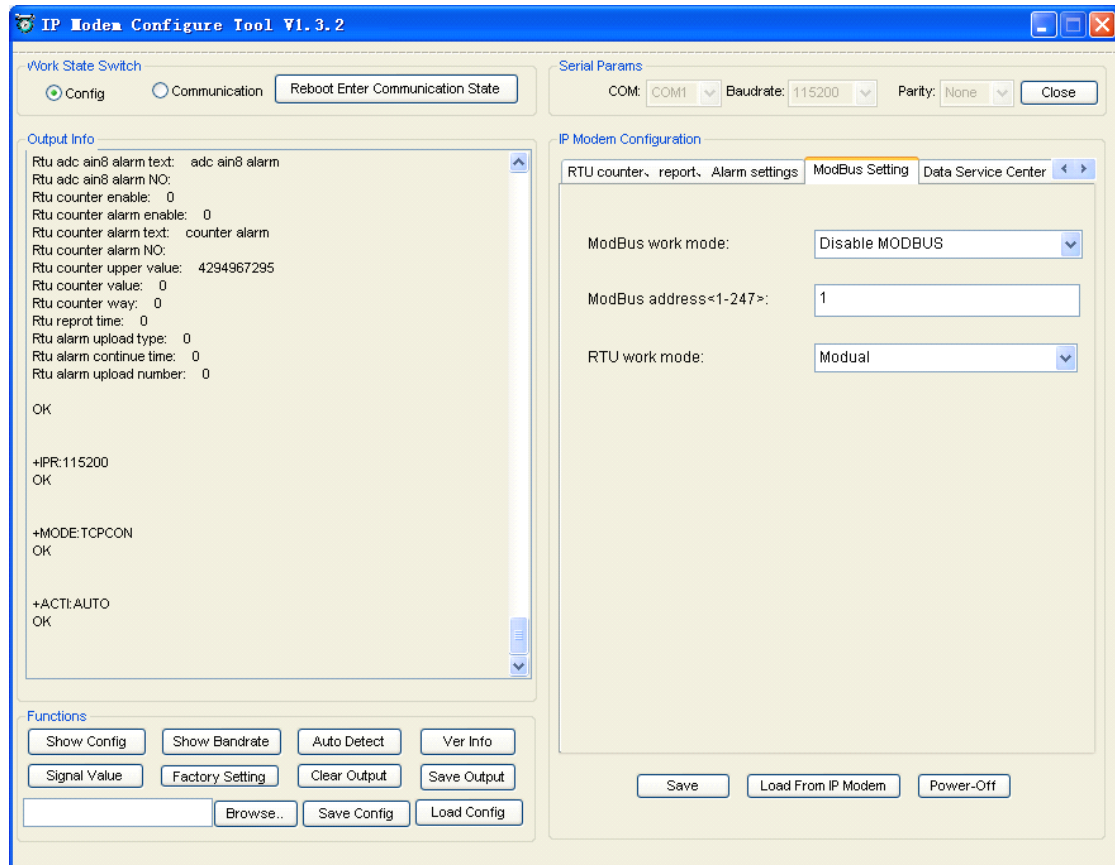 IP Modem Configure Tool V1.3.2
Work State Switch
Config
Communication
Reboot Enter Communication State
Serial Params
COM: COM1 Baudrate: 115200 Parity: None Close
Output Info
Rtu adc ain8 alarm text: adc ain8 alarm
Rtu adc ain8 alarm NO:
Rtu counter enable: 0
Rtu counter alarm enable: 0
Rtu counter alarm text: counter alarm
Rtu counter alarm NO:
Rtu counter upper value: 4294967295
Rtu counter value: 0
Rtu counter way: 0
Rtu reprot time: 0
Rtu alarm upload type: 0
Rtu alarm continue time: 0
Rtu alarm upload number: 0
OK
+IPR:115200
OK
+MODE:TCPCON
OK
+ACTI:AUTO
OK
IP Modem Configuration
RTU counter、report、Alarm settings ModBus Setting Data Service Center
ModBus work mode: Disable MODBUS
ModBus address<1-247>: 1
RTU work mode: Modual
Functions
Show Config Show Bandrate Auto Detect Ver Info
Signal Value Factory Setting Clear Output Save Output
Browse.. Save Config Load Config
Save Load From IP Modem Power-Off